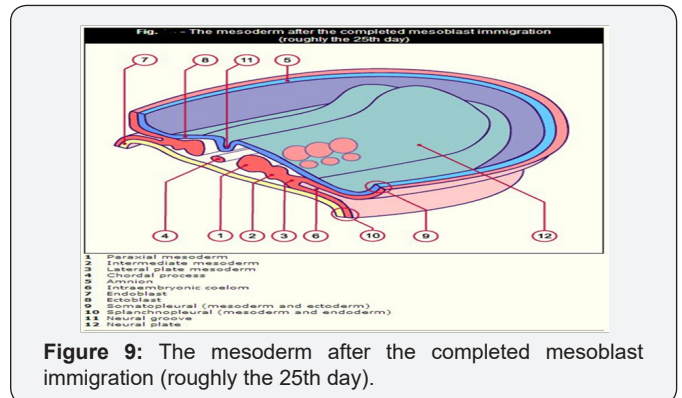 Fig. – The mesoderm after the completed mesoblast immigration
(roughly the 25th day)
7 8 11 5
4 1 2 3 6 10 9 12
1 Paraxial mesoderm
2 Intermediate mesoderm
3 Lateral plate mesoderm
4 Chordal process
5 Amnion
6 Intraembryonic coelom
7 Endoblast
8 Ectoblast
9 Somatopleural (mesoderm and ectoderm)
10 Splanchnopleural (mesoderm and endoderm)
11 Neural groove
12 Neural plate
Figure 9: The mesoderm after the completed mesoblast
immigration (roughly the 25th day).